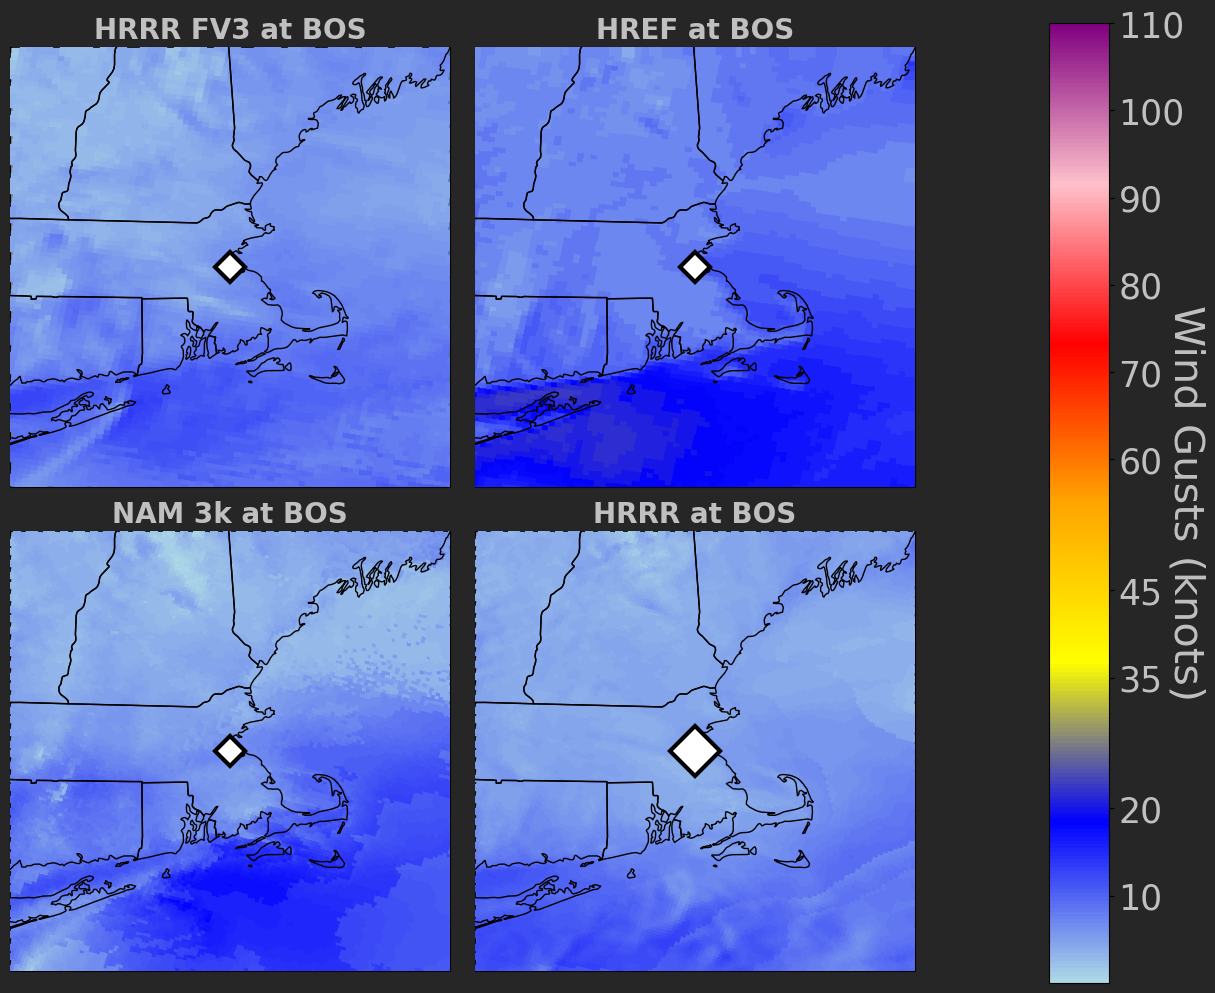 HRRR FV3 at BOS
HREF at BOS
NAM 3k at BOS
HRRR at BOS
110
100
90
80
70
60
45
35
20
10
Wind Gusts (knots)